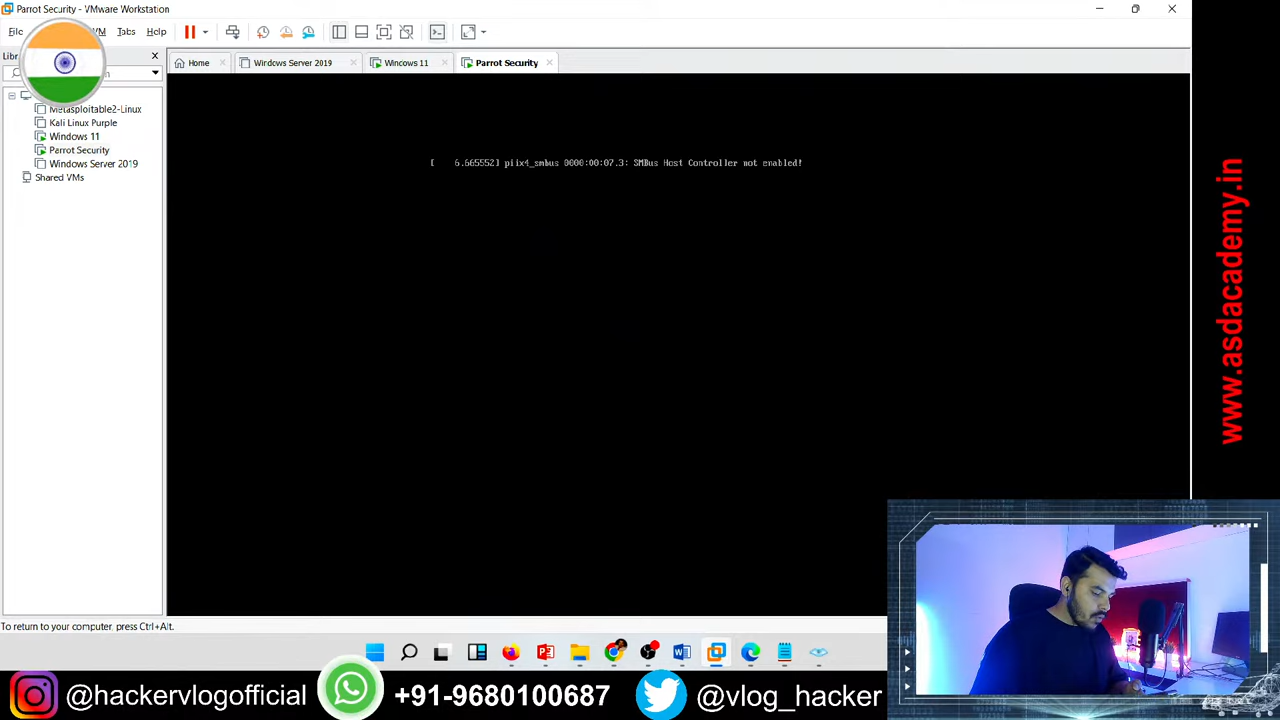 Parrot Security - VMware Workstation
File
VM
Tabs
Help
Home
Windows Server 2019
Windows 11
Parrot Security
Metasploitable2-Linux
Kali Linux Purple
Windows 11
Parrot Security
Windows Server 2019
Shared VMs
[ 6.665552] piix4_smbus 0000:00:07.3: SMBus Host Controller not enabled!
www.asdacademy.in
To return to your computer, press Ctrl+Alt.
@hackervlogofficial
+91-9680100687
@vlog_hacker